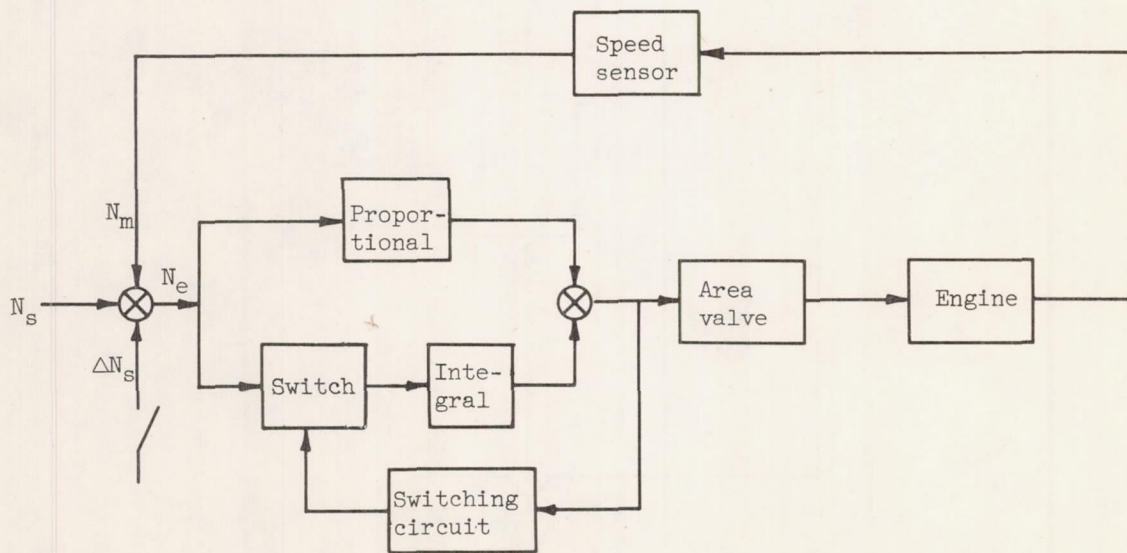 Speed
sensor
N_m
Propor-
tional
N_e
N_s
Area
valve
Engine
ΔN_s
Switch
Inte-
gral
Switching
circuit